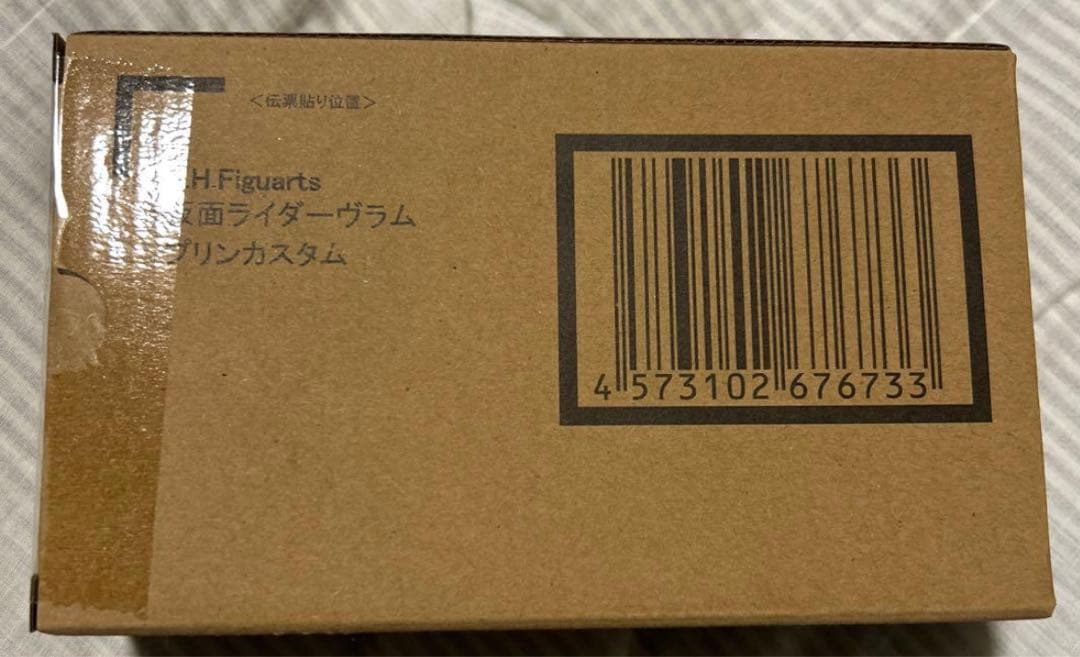 <伝票貼り位置>
.H.Figuarts
仮面ライダーヴラム
プリンカスタム
4 573102 676733